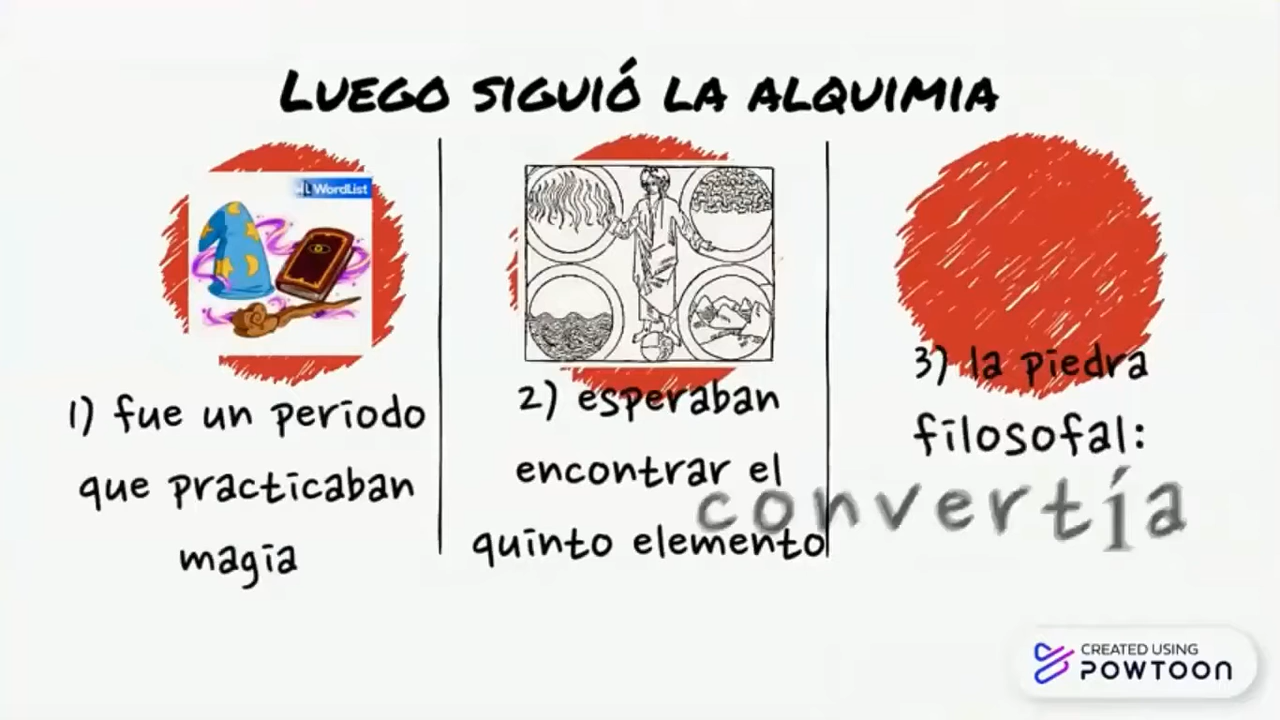 Luego siguió la alquimia
WordList
1) fue un periodo
que practicaban
magia
2) esperaban
encontrar el
quinto elemento
3) la piedra
filosofal:
convertía
CREATED USING
POWTOON